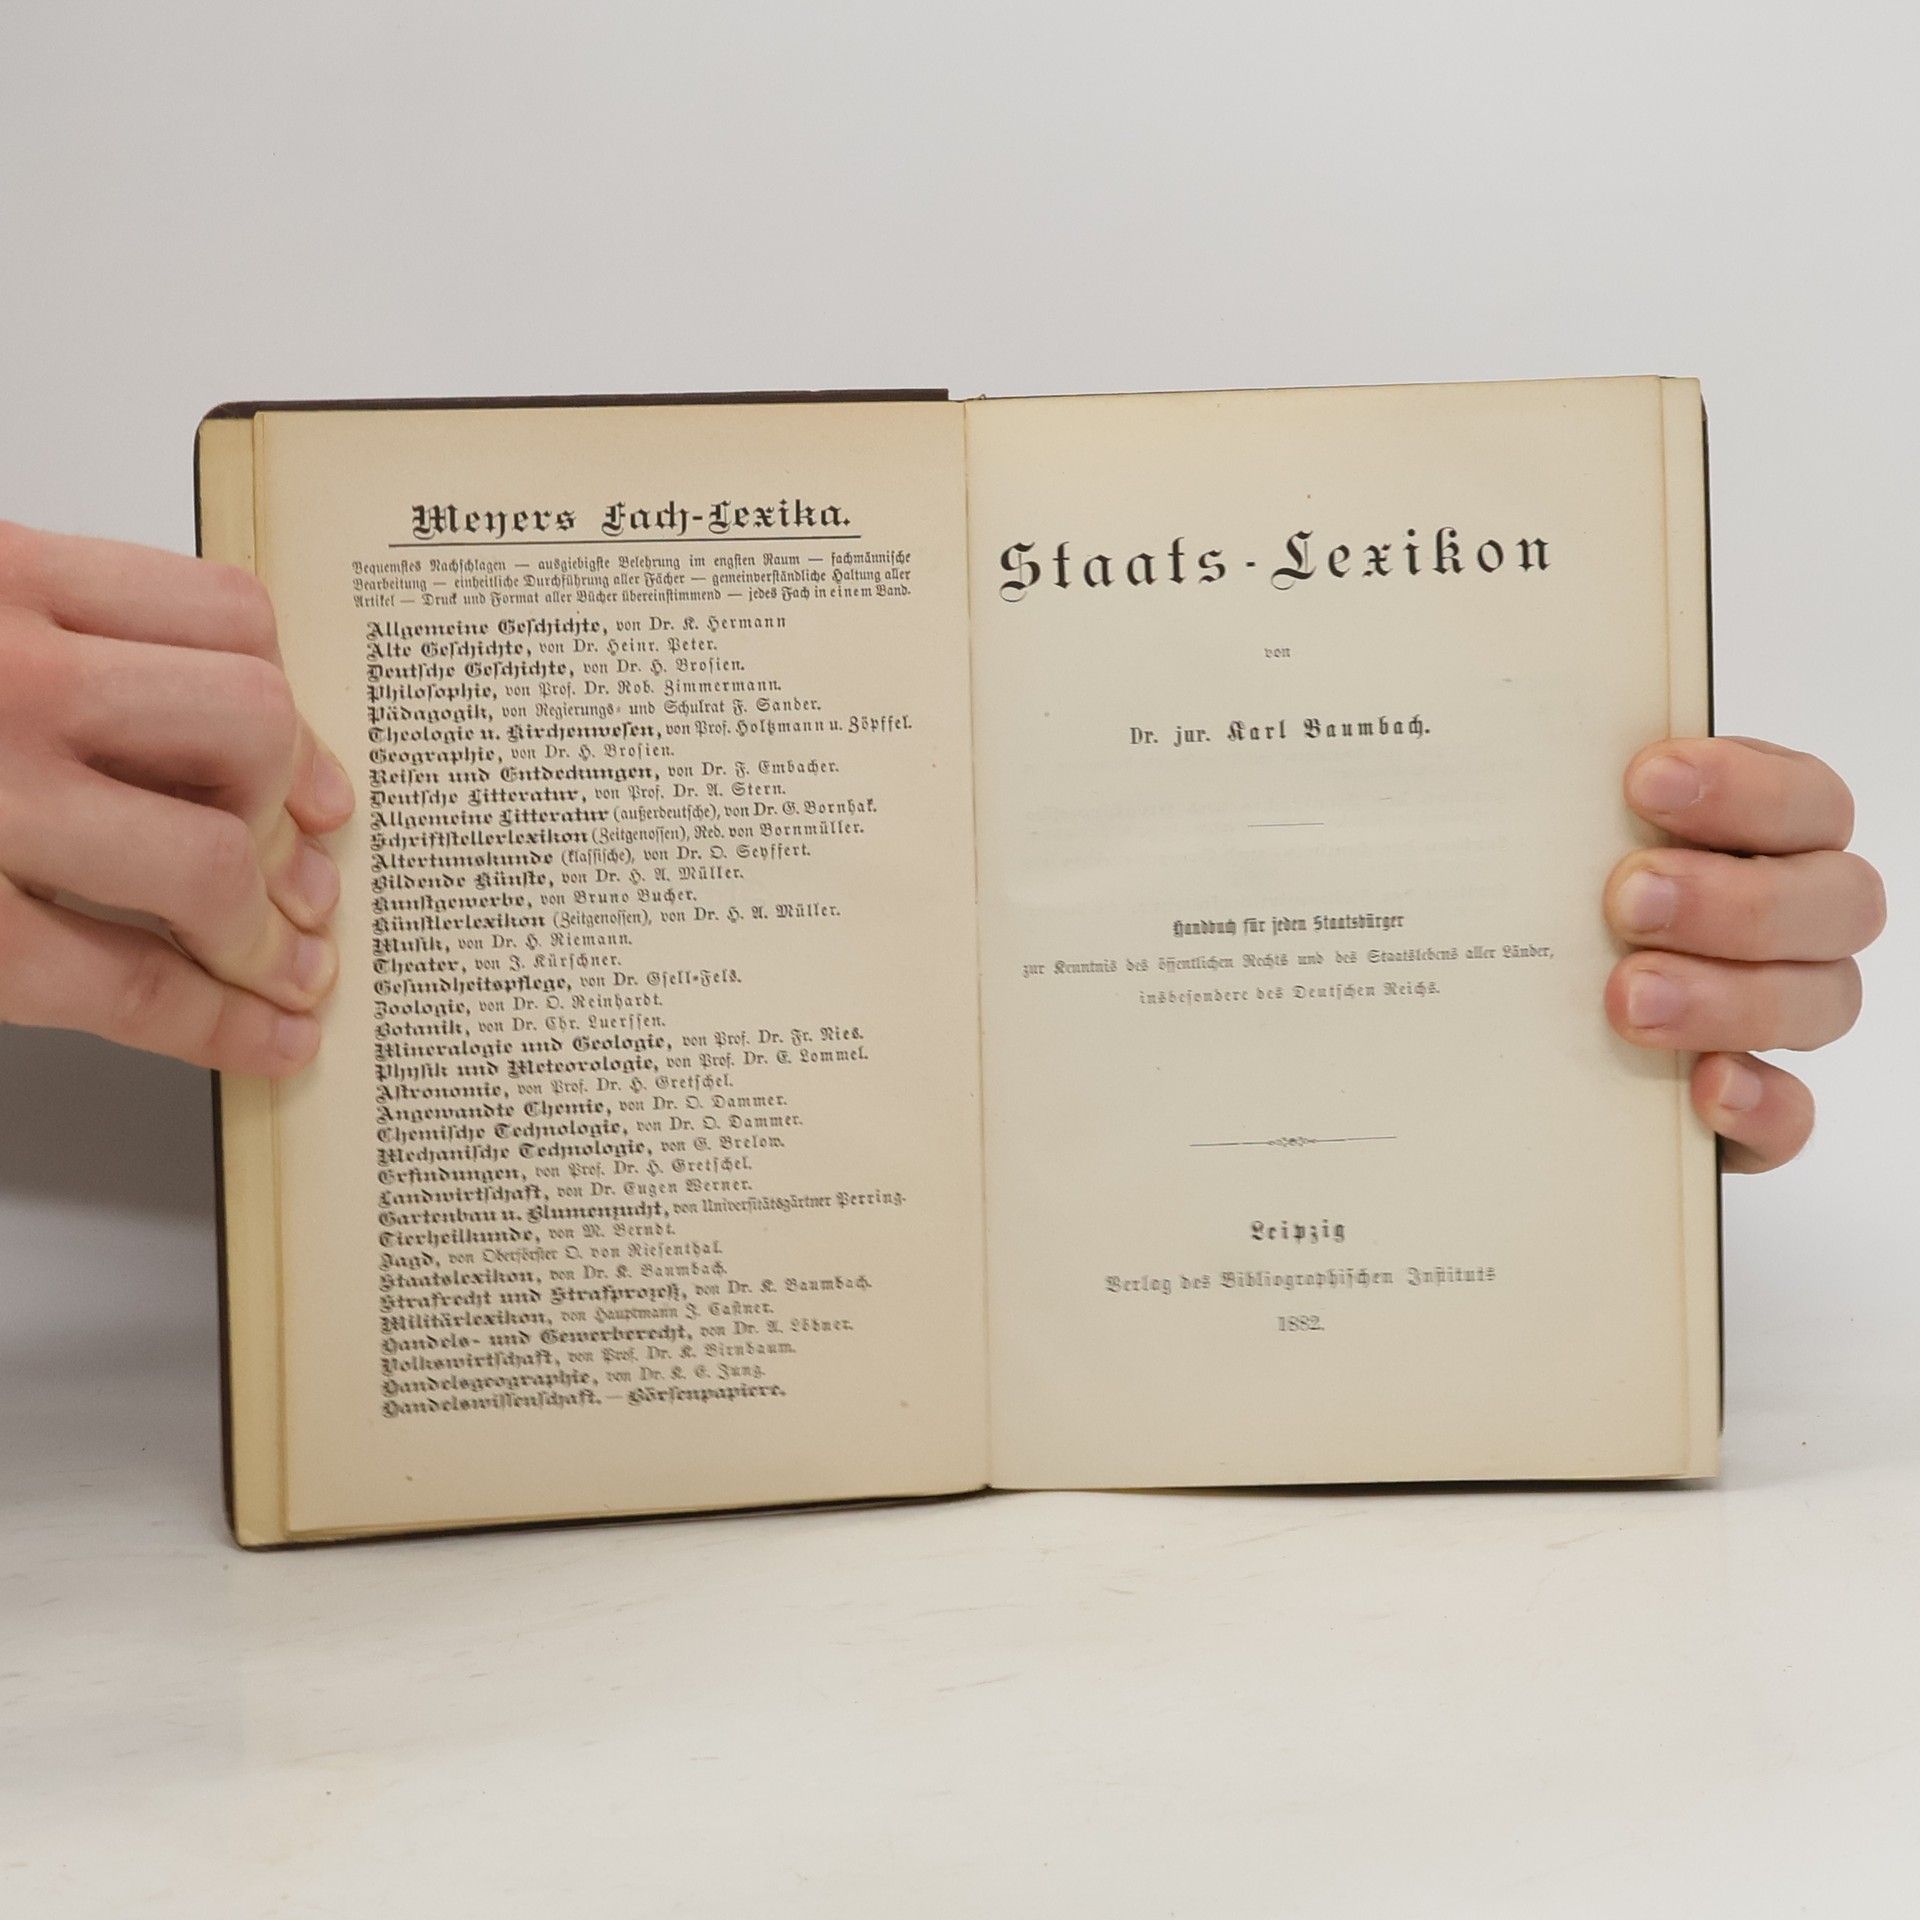 Meyers Fach-Lexika.
Bequemstes Nachschlagen — ausgiebigste Belehrung im engsten Raum — fachmännische
Bearbeitung — einheitliche Durchführung aller Fächer — gemeinverständliche Haltung aller
Artikel — Druck und Format aller Bücher übereinstimmend — jedes Fach in einem Band.
Allgemeine Geschichte, von Dr. K. Hermann
Alte Geschichte, von Dr. Heinr. Peter.
Deutsche Geschichte, von Dr. H. Brosien.
Philosophie, von Prof. Dr. Rob. Zimmermann.
Pädagogik, von Regierungs- und Schulrat F. Sander.
Theologie u. Kirchenwesen, von Prof. Holtzmann u. Zöpffel.
Geographie, von Dr. H. Brosien.
Reisen und Entdeckungen, von Dr. F. Embacher.
Deutsche Litteratur, von Prof. Dr. A. Stern.
Allgemeine Litteratur (außerdeutsche), von Dr. G. Bornhak.
Schriftstellerlexikon (Zeitgenossen), Red. von Bornmüller.
Altertumskunde (klassische), von Dr. O. Seyffert.
Bildende Künste, von Dr. H. A. Müller.
Kunstgewerbe, von Bruno Bucher.
Künstlerlexikon (Zeitgenossen), von Dr. H. A. Müller.
Musik, von Dr. H. Riemann.
Theater, von J. Kürschner.
Gesundheitspflege, von Dr. Gsell-Fels.
Zoologie, von Dr. O. Reinhardt.
Botanik, von Dr. Chr. Luerssen.
Mineralogie und Geologie, von Prof. Dr. Fr. Ries.
Physik und Meteorologie, von Prof. Dr. E. Lommel.
Astronomie, von Prof. Dr. H. Gretschel.
Angewandte Chemie, von Dr. O. Dammer.
Chemische Technologie, von Dr. O. Dammer.
Mechanische Technologie, von G. Brelow.
Erfindungen, von Prof. Dr. H. Gretschel.
Landwirtschaft, von Dr. Eugen Werner.
Gartenbau u. Blumenzucht, von Universitätsgärtner Perring.
Tierheilkunde, von M. Berndt.
Jagd, von Oberförster O. von Riesenthal.
Staatslexikon, von Dr. K. Baumbach.
Strafrecht und Strafprozeß, von Dr. K. Baumbach.
Militärlexikon, von Hauptmann J. Castner.
Handels- und Gewerberecht, von Dr. A. Löbner.
Volkswirtschaft, von Prof. Dr. K. Birnbaum.
Handelsgeographie, von Dr. K. E. Jung.
Handelswissenschaft. — Börsenpapiere.
Staats-Lexikon
von
Dr. jur. Karl Baumbach.
Handbuch für jeden Staatsbürger
zur Kenntnis des öffentlichen Rechts und des Staatslebens aller Länder,
insbesondere des Deutschen Reichs.
Leipzig
Verlag des Bibliographischen Instituts
1882.